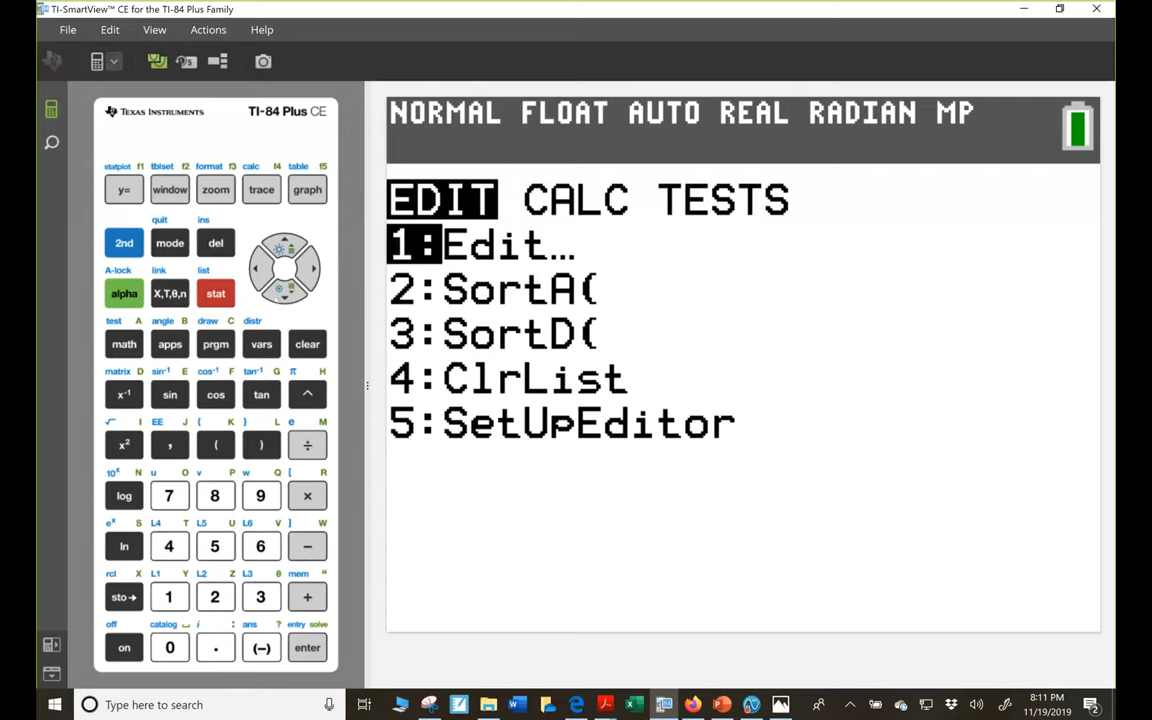 TI-SmartView™ CE for the TI-84 Plus Family
File Edit View Actions Help
TEXAS INSTRUMENTS TI-84 Plus CE
NORMAL FLOAT AUTO REAL RADIAN MP
EDIT CALC TESTS
1:Edit…
2:SortA(
3:SortD(
4:ClrList
5:SetUpEditor
statplot f1 tblset f2 format f3 calc f4 table f5
y= window zoom trace graph
quit ins
2nd mode del
A-lock link list
alpha X,T,θ,n stat
test A angle B draw C distr
math apps prgm vars clear
matrix D sin⁻¹ E cos⁻¹ F tan⁻¹ G π H
x⁻¹ sin cos tan ^
√ I EE J { K } L e M
x² , ( ) ÷
10ˣ N u O v P w Q [ R
log 7 8 9 ×
eˣ S L4 T L5 U L6 V ] W
ln 4 5 6 −
rcl X L1 Y L2 Z L3 θ mem "
sto→ 1 2 3 +
off catalog ⎵ i : ans ? entry solve
on 0 . (−) enter
Type here to search
8:11 PM
11/19/2019
2